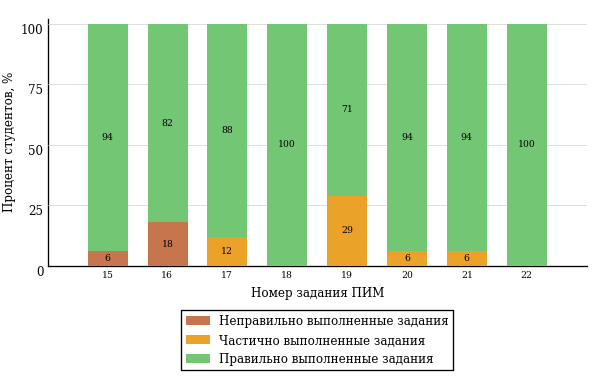 Процент студентов, %
100
75
50
25
0
94 82 88 100 71 94 94 100
6 18 12 29 6 6
15 16 17 18 19 20 21 22
Номер задания ПИМ
Неправильно выполненные задания
Частично выполненные задания
Правильно выполненные задания